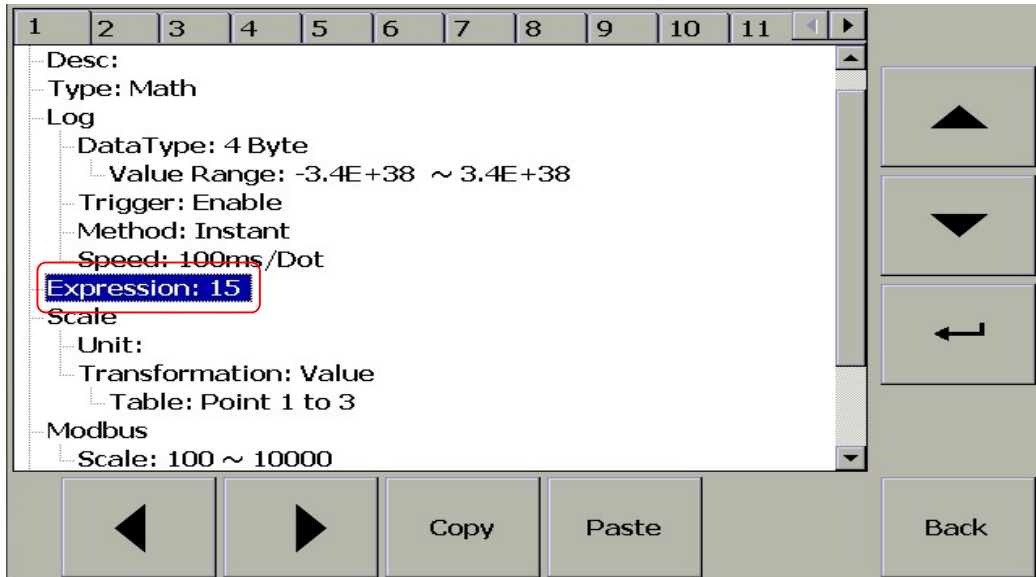 1 2 3 4 5 6 7 8 9 10 11
Desc:
Type: Math
Log
DataType: 4 Byte
Value Range: -3.4E+38 ~ 3.4E+38
Trigger: Enable
Method: Instant
Speed: 100ms/Dot
Expression: 15
Scale
Unit:
Transformation: Value
Table: Point 1 to 3
Modbus
Scale: 100 ~ 10000
Copy Paste Back